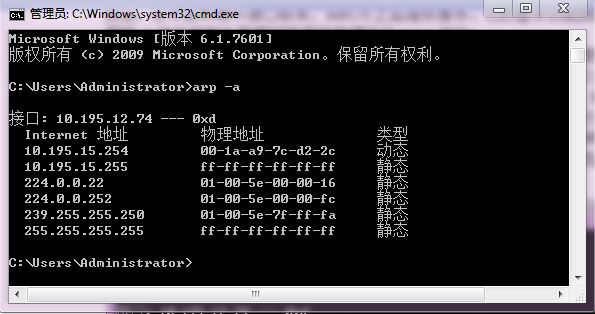 管理员: C:\Windows\system32\cmd.exe
Microsoft Windows [版本 6.1.7601]
版权所有 (c) 2009 Microsoft Corporation。保留所有权利。
C:\Users\Administrator>arp -a
接口: 10.195.12.74 --- 0xd
Internet 地址 物理地址 类型
10.195.15.254 00-1a-a9-7c-d2-2c 动态
10.195.15.255 ff-ff-ff-ff-ff-ff 静态
224.0.0.22 01-00-5e-00-00-16 静态
224.0.0.252 01-00-5e-00-00-fc 静态
239.255.255.250 01-00-5e-7f-ff-fa 静态
255.255.255.255 ff-ff-ff-ff-ff-ff 静态
C:\Users\Administrator>